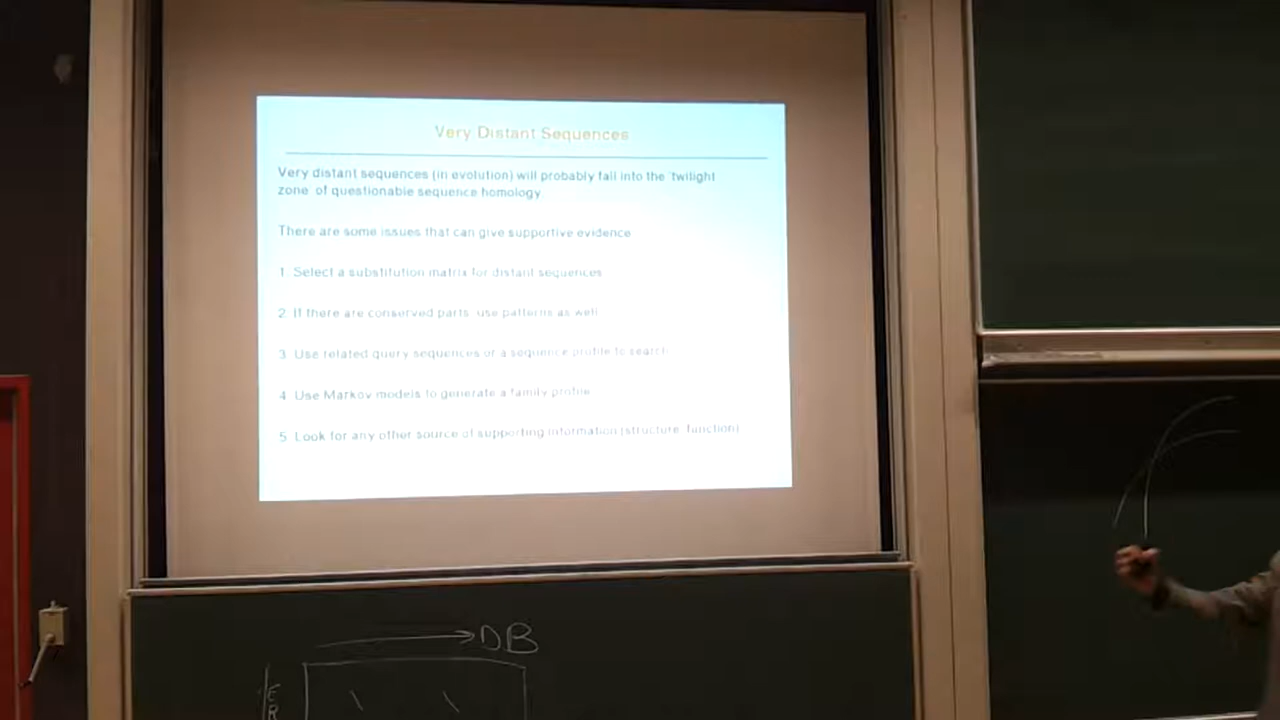 Very Distant Sequences
Very distant sequences (in evolution) will probably fall into the 'twilight
zone' of questionable sequence homology
There are some issues that can give supportive evidence
1. Select a substitution matrix for distant sequences
2. If there are conserved parts, use patterns as well
3. Use related query sequences or a sequence profile to search
4. Use Markov models to generate a family profile
5. Look for any other source of supporting information (structure, function)
DB